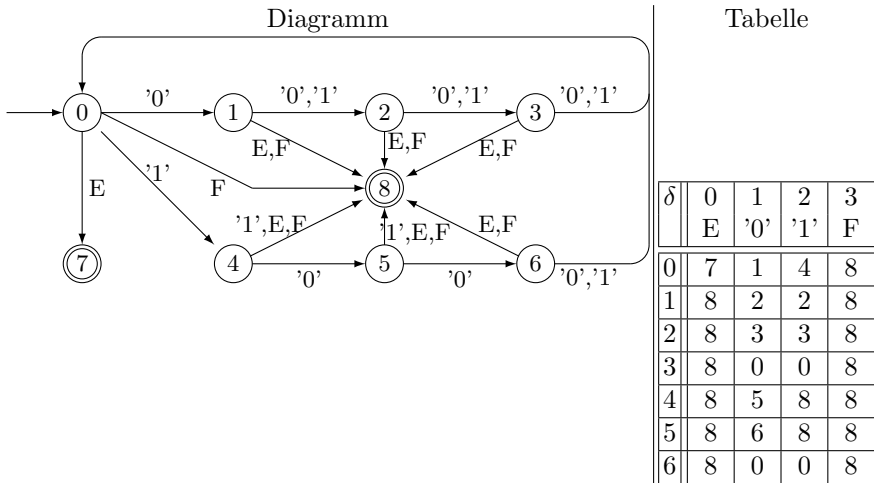 Diagramm
'0' '0','1' '0','1' '0','1'
0 1 2 3
E,F E,F E,F
E '1' F 8
'1',E,F '1',E,F E,F
7 4 5 6
'0' '0' '0','1'
Tabelle
δ 0 1 2 3
E '0' '1' F
0 7 1 4 8
1 8 2 2 8
2 8 3 3 8
3 8 0 0 8
4 8 5 8 8
5 8 6 8 8
6 8 0 0 8